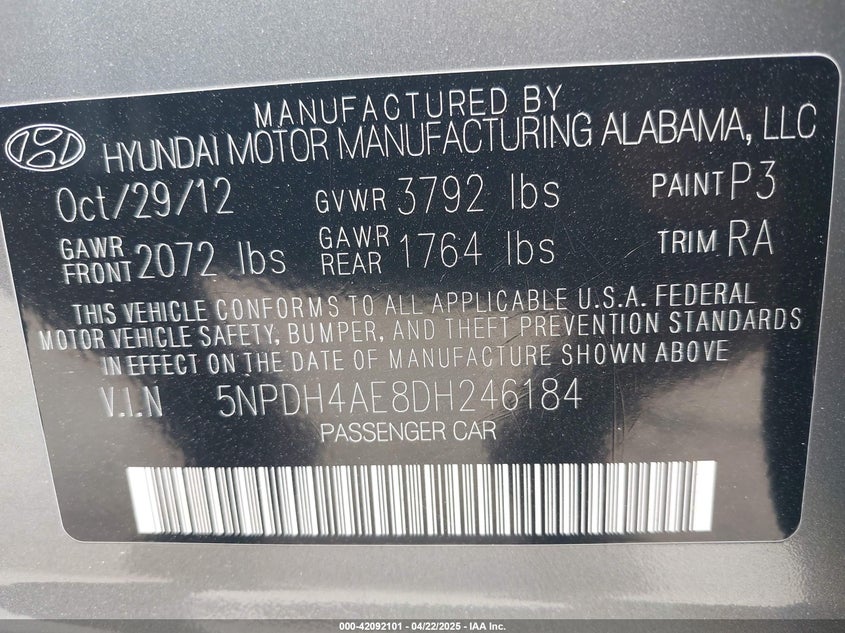 MANUFACTURED BY
HYUNDAI MOTOR MANUFACTURING ALABAMA, LLC
Oct/29/12 GVWR 3792 lbs PAINT P3
GAWR FRONT 2072 lbs GAWR REAR 1764 lbs TRIM RA
THIS VEHICLE CONFORMS TO ALL APPLICABLE U.S.A. FEDERAL
MOTOR VEHICLE SAFETY, BUMPER, AND THEFT PREVENTION STANDARDS
IN EFFECT ON THE DATE OF MANUFACTURE SHOWN ABOVE
V.I.N 5NPDH4AE8DH246184
PASSENGER CAR
000-42092101 - 04/22/2025 - IAA Inc.